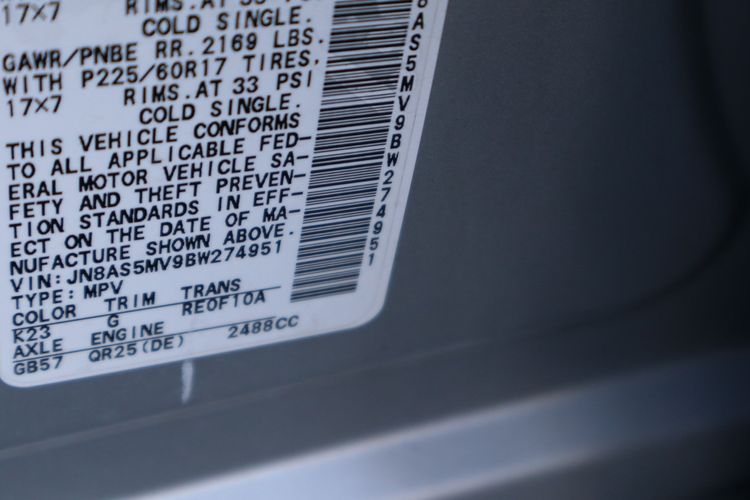 17X7 RIMS.AT 33
COLD SINGLE.
GAWR/PNBE RR. 2169 LBS.
WITH P225/60R17 TIRES,
17X7 RIMS.AT 33 PSI
COLD SINGLE.
THIS VEHICLE CONFORMS
TO ALL APPLICABLE FED-
ERAL MOTOR VEHICLE SA-
FETY AND THEFT PREVEN-
TION STANDARDS IN EFF-
ECT ON THE DATE OF MA-
NUFACTURE SHOWN ABOVE.
VIN: JN8AS5MV9BW274951
TYPE: MPV
COLOR TRIM TRANS
K23 G RE0F10A
AXLE ENGINE
GB57 QR25(DE) 2488CC
8AS5MV9BW274951